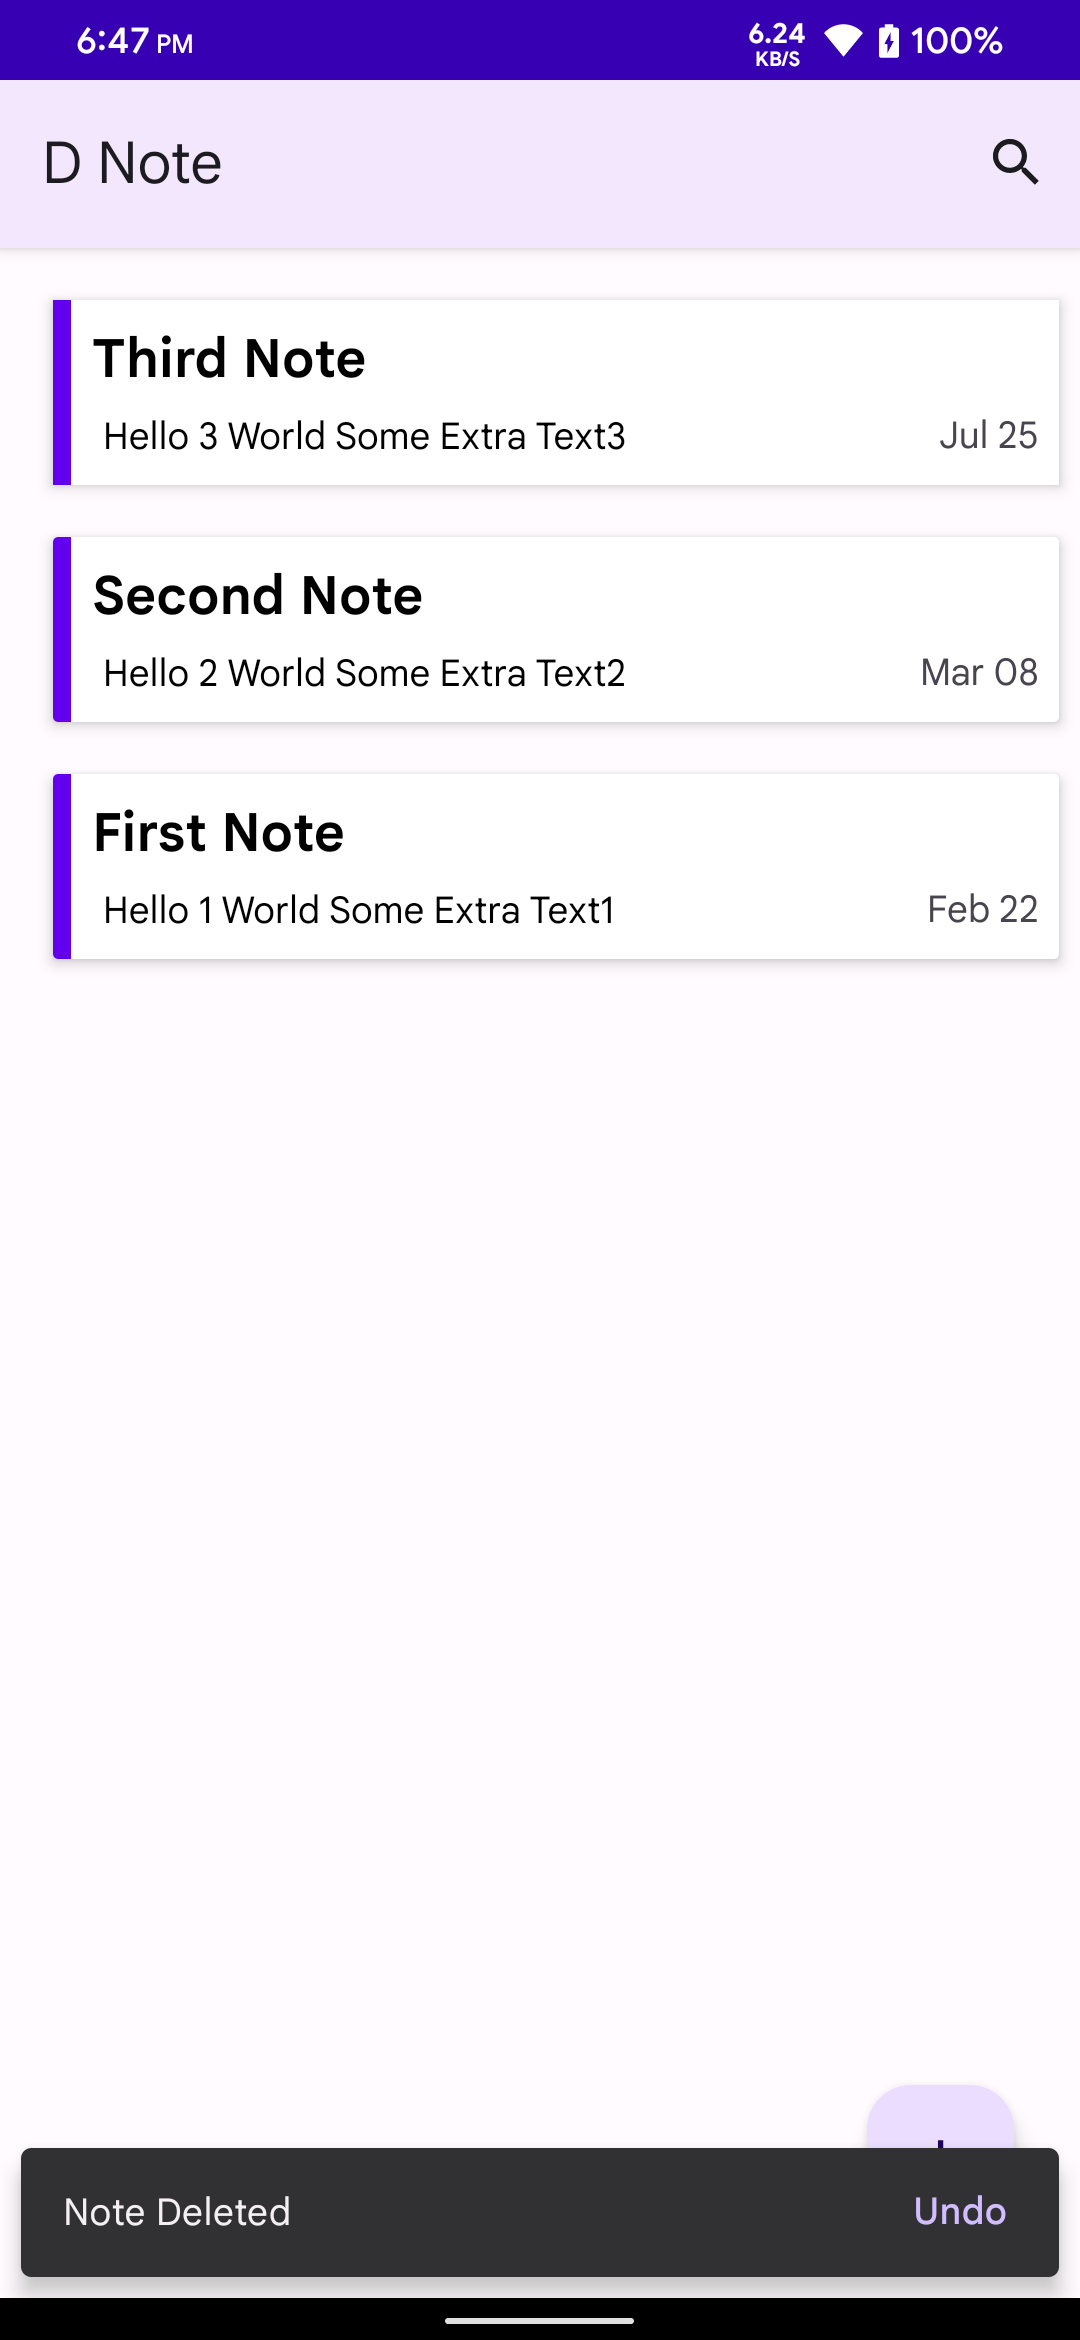 6:47 PM 6.24 KB/S 100%
D Note
Third Note
Hello 3 World Some Extra Text3 Jul 25
Second Note
Hello 2 World Some Extra Text2 Mar 08
First Note
Hello 1 World Some Extra Text1 Feb 22
Note Deleted Undo